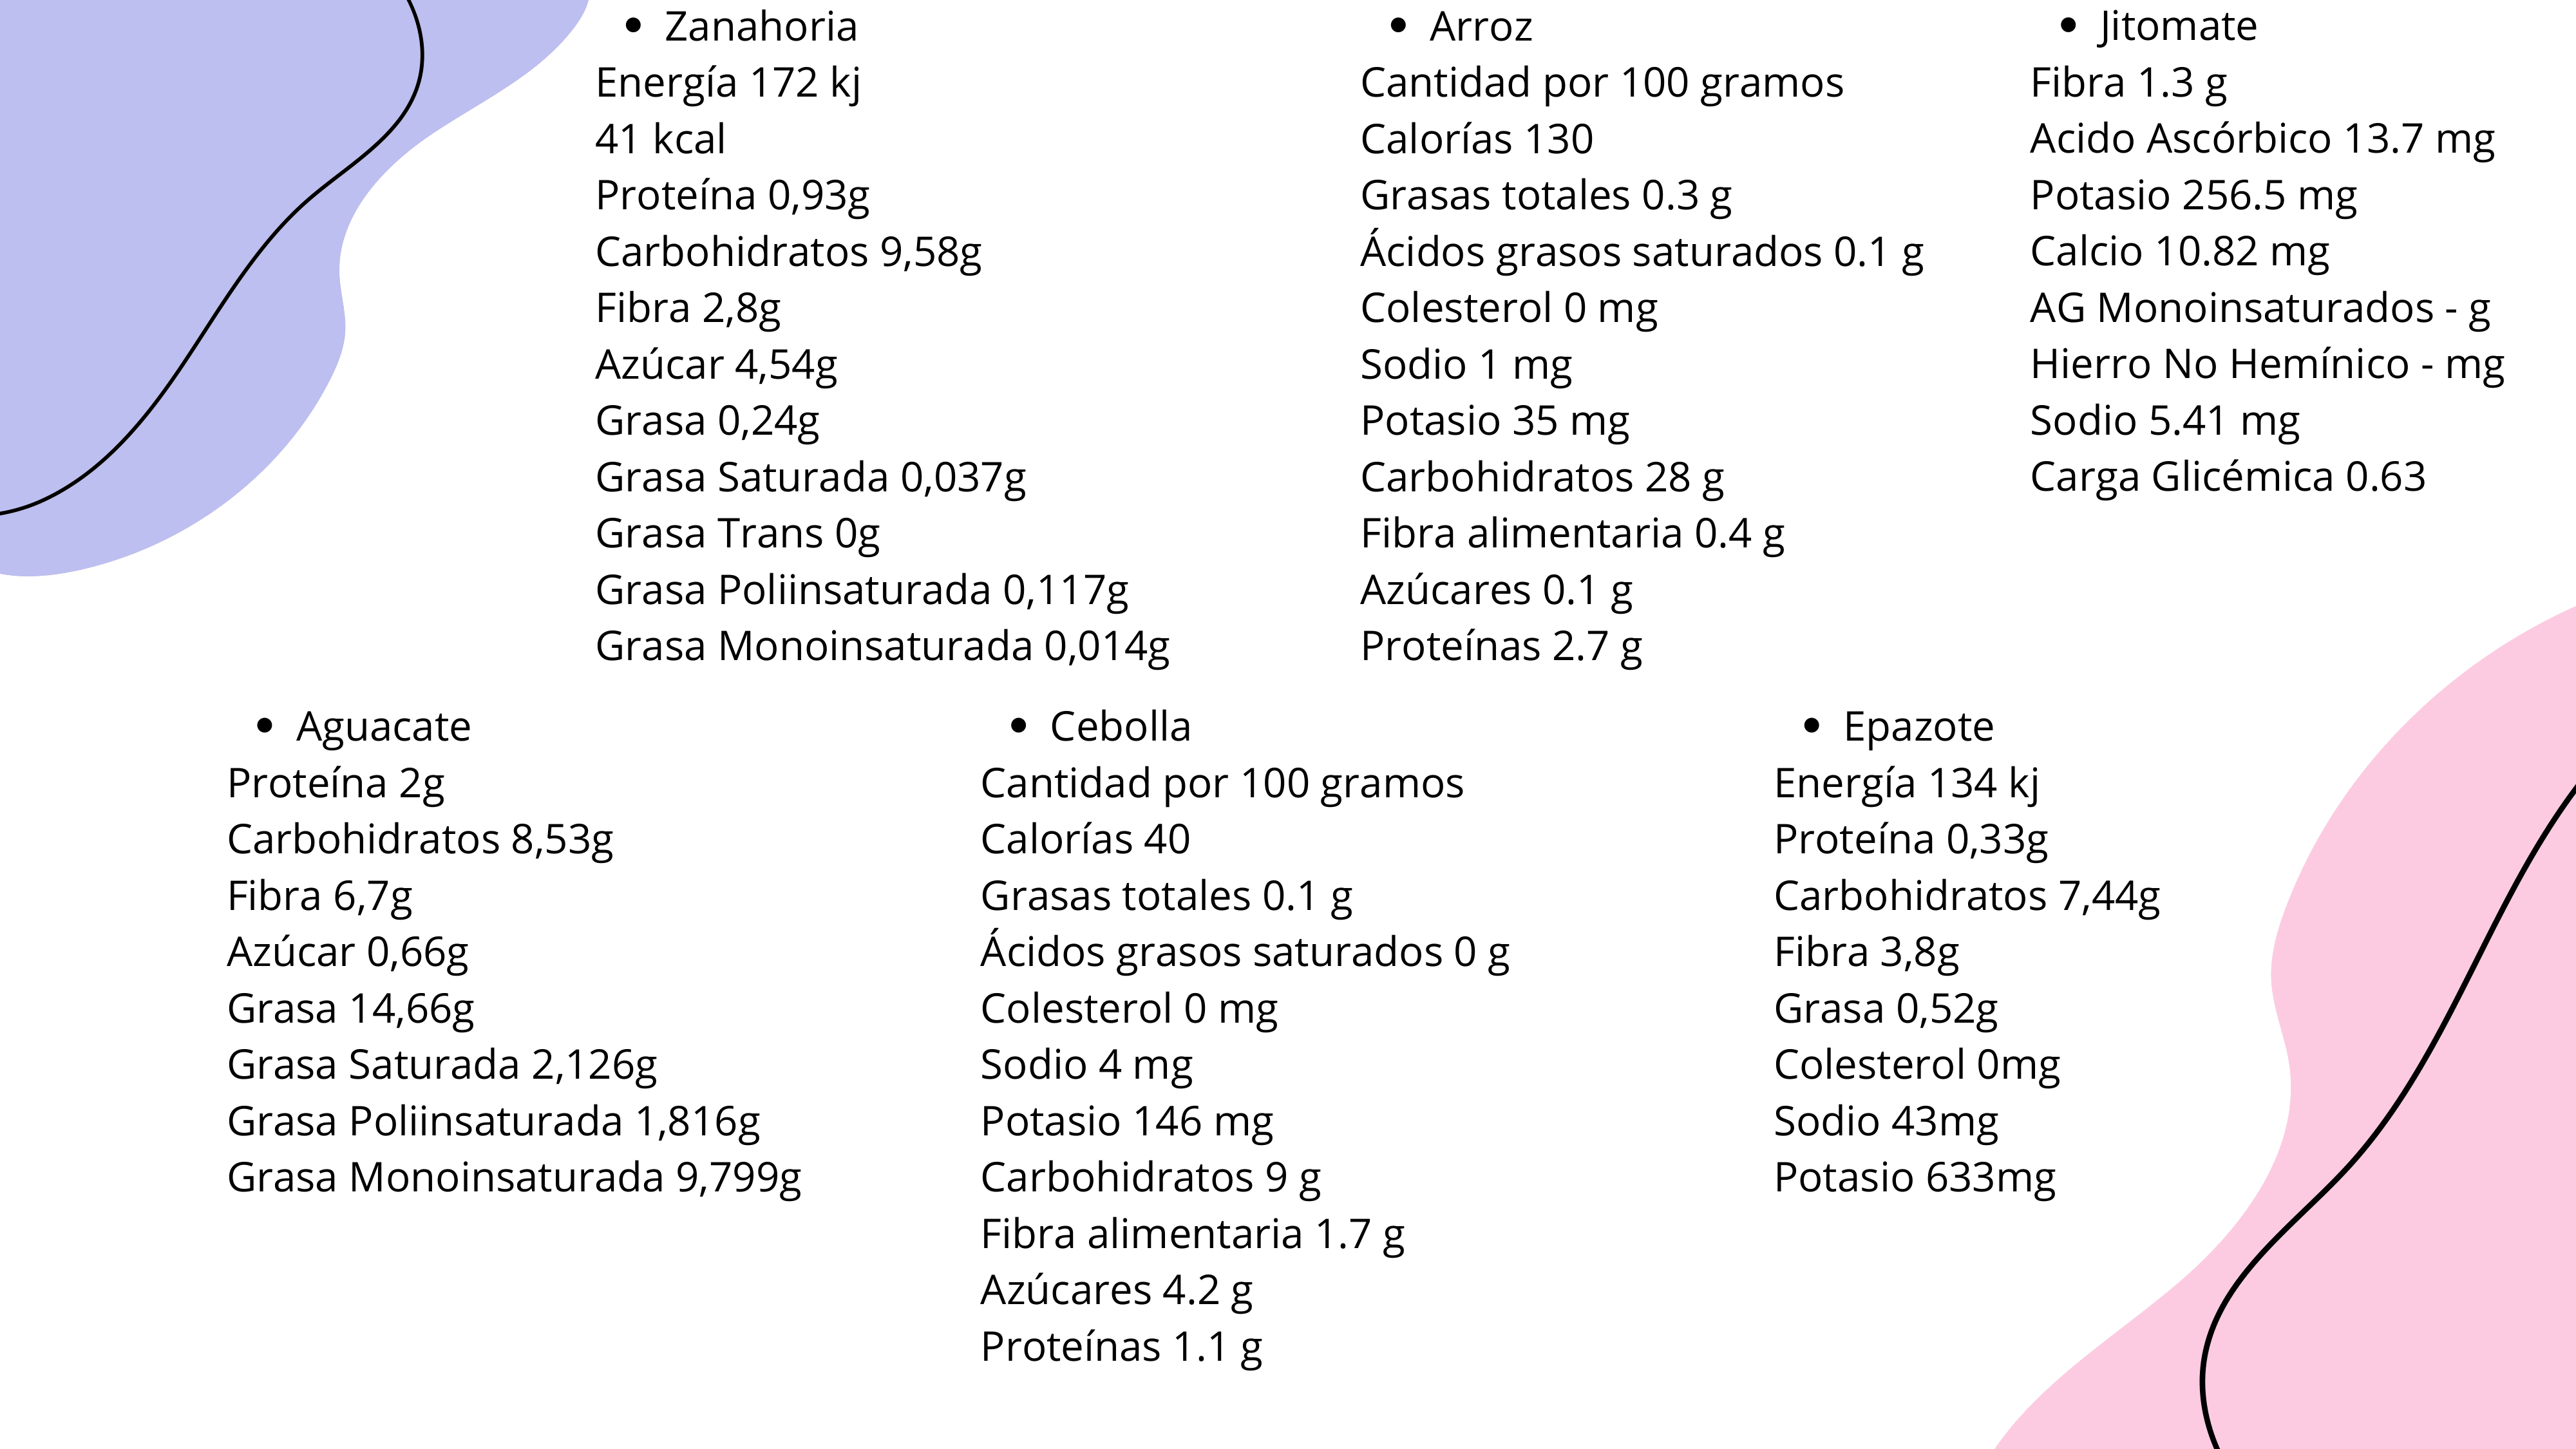 • Zanahoria
Energía 172 kj
41 kcal
Proteína 0,93g
Carbohidratos 9,58g
Fibra 2,8g
Azúcar 4,54g
Grasa 0,24g
Grasa Saturada 0,037g
Grasa Trans 0g
Grasa Poliinsaturada 0,117g
Grasa Monoinsaturada 0,014g
• Arroz
Cantidad por 100 gramos
Calorías 130
Grasas totales 0.3 g
Ácidos grasos saturados 0.1 g
Colesterol 0 mg
Sodio 1 mg
Potasio 35 mg
Carbohidratos 28 g
Fibra alimentaria 0.4 g
Azúcares 0.1 g
Proteínas 2.7 g
• Jitomate
Fibra 1.3 g
Acido Ascórbico 13.7 mg
Potasio 256.5 mg
Calcio 10.82 mg
AG Monoinsaturados - g
Hierro No Hemínico - mg
Sodio 5.41 mg
Carga Glicémica 0.63
• Aguacate
Proteína 2g
Carbohidratos 8,53g
Fibra 6,7g
Azúcar 0,66g
Grasa 14,66g
Grasa Saturada 2,126g
Grasa Poliinsaturada 1,816g
Grasa Monoinsaturada 9,799g
• Cebolla
Cantidad por 100 gramos
Calorías 40
Grasas totales 0.1 g
Ácidos grasos saturados 0 g
Colesterol 0 mg
Sodio 4 mg
Potasio 146 mg
Carbohidratos 9 g
Fibra alimentaria 1.7 g
Azúcares 4.2 g
Proteínas 1.1 g
• Epazote
Energía 134 kj
Proteína 0,33g
Carbohidratos 7,44g
Fibra 3,8g
Grasa 0,52g
Colesterol 0mg
Sodio 43mg
Potasio 633mg